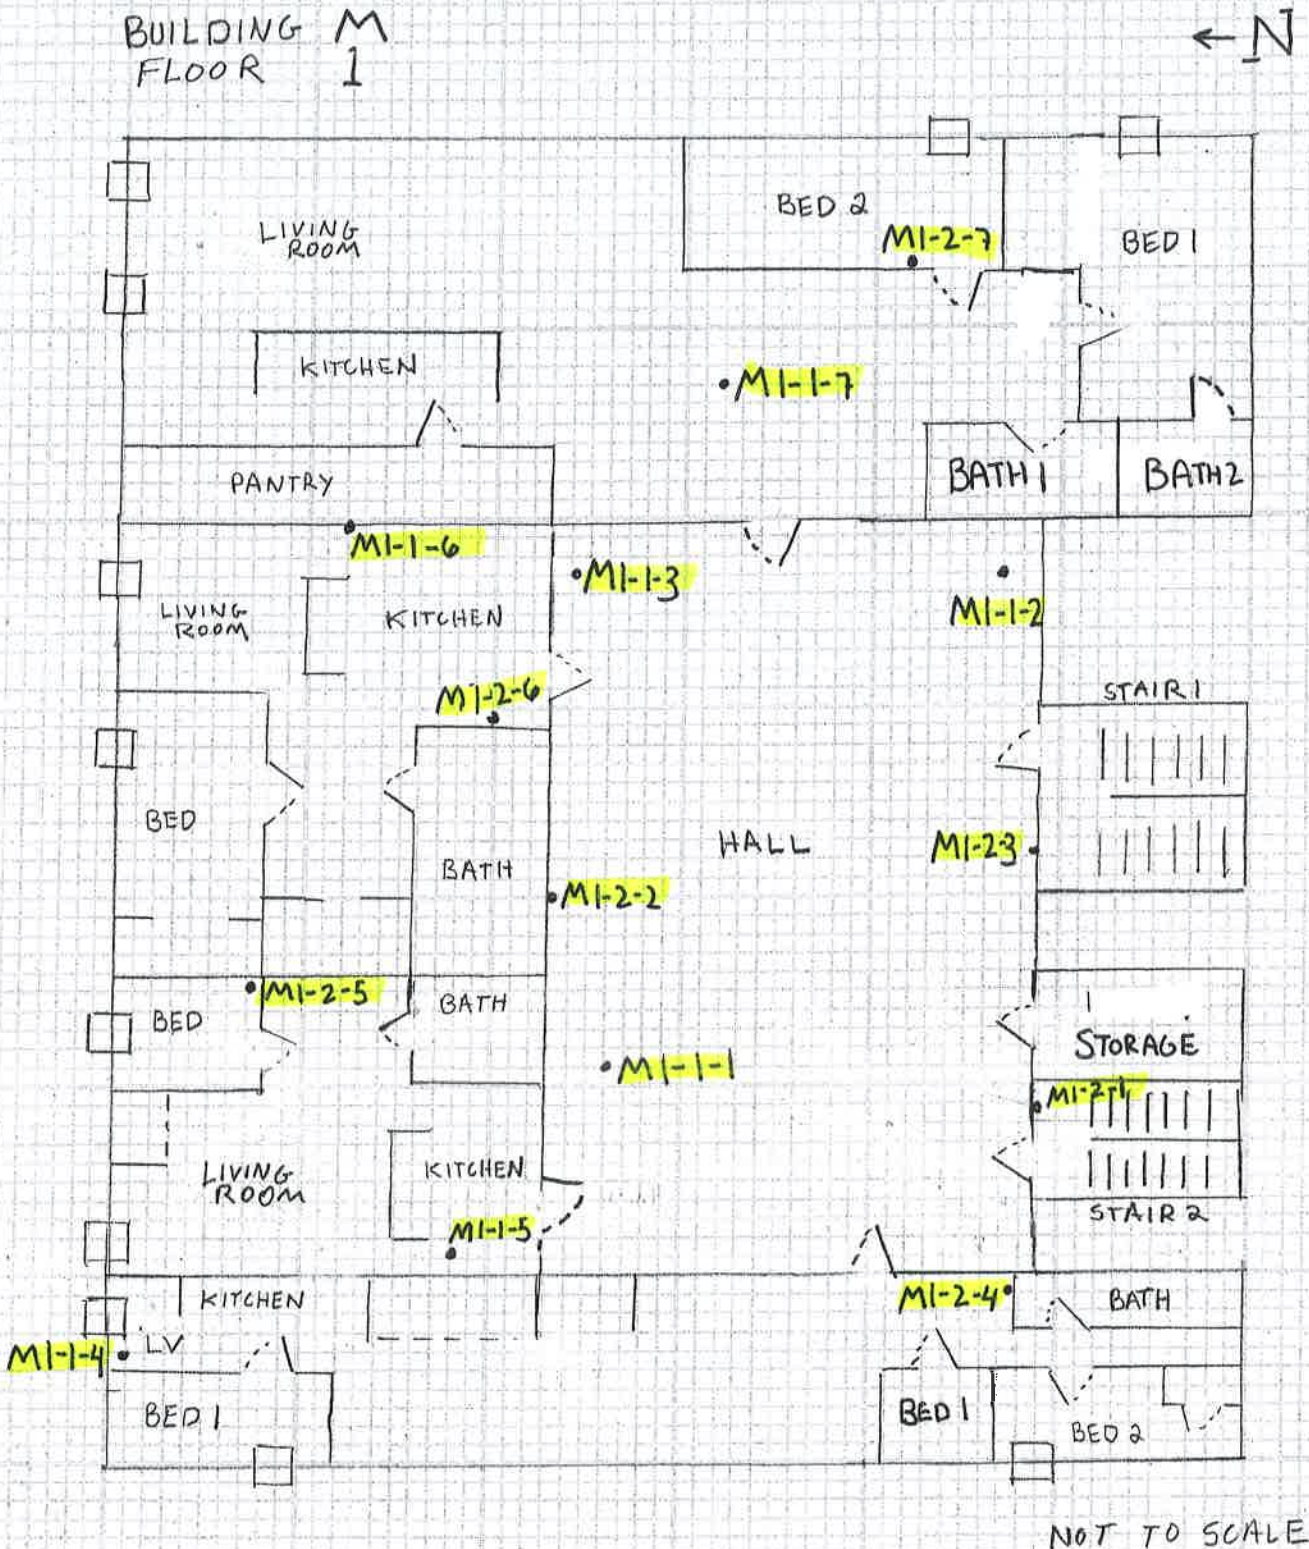 BUILDING M
FLOOR 1
← N
BED 2
LIVING
ROOM
M1-2-7
BED 1
KITCHEN
M1-1-7
PANTRY
BATH 1
BATH 2
M1-1-6
M1-1-3
LIVING
ROOM
KITCHEN
M1-1-2
M1-2-6
STAIR 1
BED
HALL
M1-2-3
BATH
M1-2-2
M1-2-5
BED
BATH
STORAGE
M1-1-1
M1-2-1
LIVING
ROOM
KITCHEN
STAIR 2
M1-1-5
KITCHEN
M1-2-4
BATH
LV
M1-1-4
BED 1
BED 1
BED 2
NOT TO SCALE